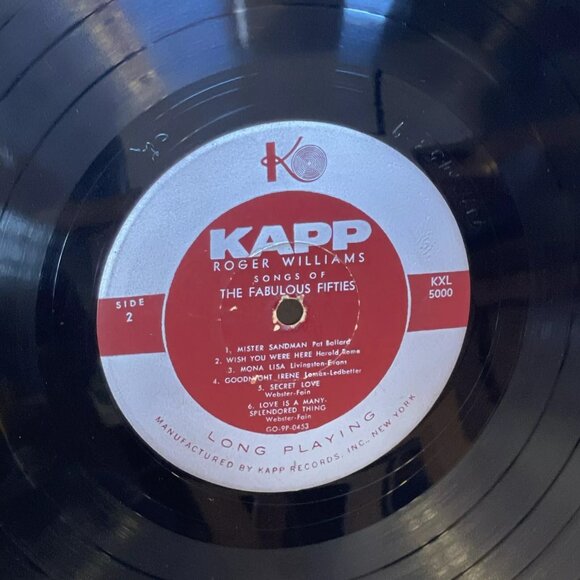 K
KAPP
ROGER WILLIAMS
SONGS OF
THE FABULOUS FIFTIES
SIDE
2
KXL
5000
1. MISTER SANDMAN Pat Ballard
2. WISH YOU WERE HERE Harold Rome
3. MONA LISA Livingston-Evans
4. GOODNIGHT IRENE Lomax-Ledbetter
5. SECRET LOVE
Webster-Fain
6. LOVE IS A MANY-
SPLENDORED THING
Webster-Fain
GO-9P-0453
LONG PLAYING
MANUFACTURED BY KAPP RECORDS, INC., NEW YORK